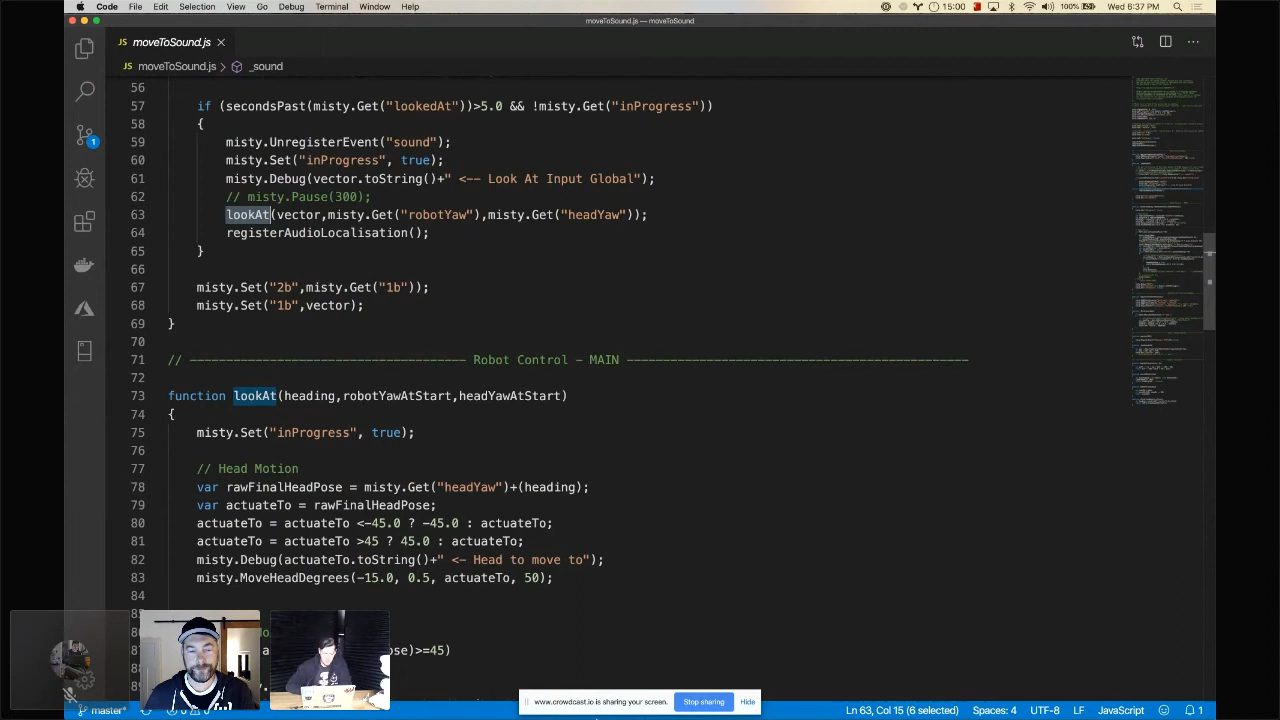 Code File Edit Selection View Go Debug Terminal Window Help 15:00 100% Wed 6:37 PM
moveToSound.js — moveToSound
JS moveToSound.js
JS moveToSound.js > _sound
56
57 if (secondsPast(misty.Get("lookedAt"))>5.0 && !misty.Get("inProgress"))
58 {
59 misty.UnregisterEvent("sound");
60 misty.Set("inProgress", true);
61 misty.Debug(vector.toString()+" <- Look At Input Global");
62 // misty.Pause(300);
63 lookAt(vector,misty.Get("robotYaw"),misty.Get("headYaw"));
64 registerAudioLocalisation();
65 }
66
67 misty.Set("2b",misty.Get("1b"));
68 misty.Set("1b",vector);
69 }
70
71 // Robot Control - MAIN
72
73 function lookAt(heading,robotYawAtStart,headYawAtStart)
74 {
75 misty.Set("inProgress", true);
76
77 // Head Motion
78 var rawFinalHeadPose = misty.Get("headYaw")+(heading);
79 var actuateTo = rawFinalHeadPose;
80 actuateTo = actuateTo <-45.0 ? -45.0 : actuateTo;
81 actuateTo = actuateTo >45 ? 45.0 : actuateTo;
82 misty.Debug(actuateTo.toString()+" <- Head to move to");
83 misty.MoveHeadDegrees(-15.0, 0.5, actuateTo, 50);
84
1
www.crowdcast.io is sharing your screen. Stop sharing Hide
master* Ln 63, Col 15 (6 selected) Spaces: 4 UTF-8 LF JavaScript 1